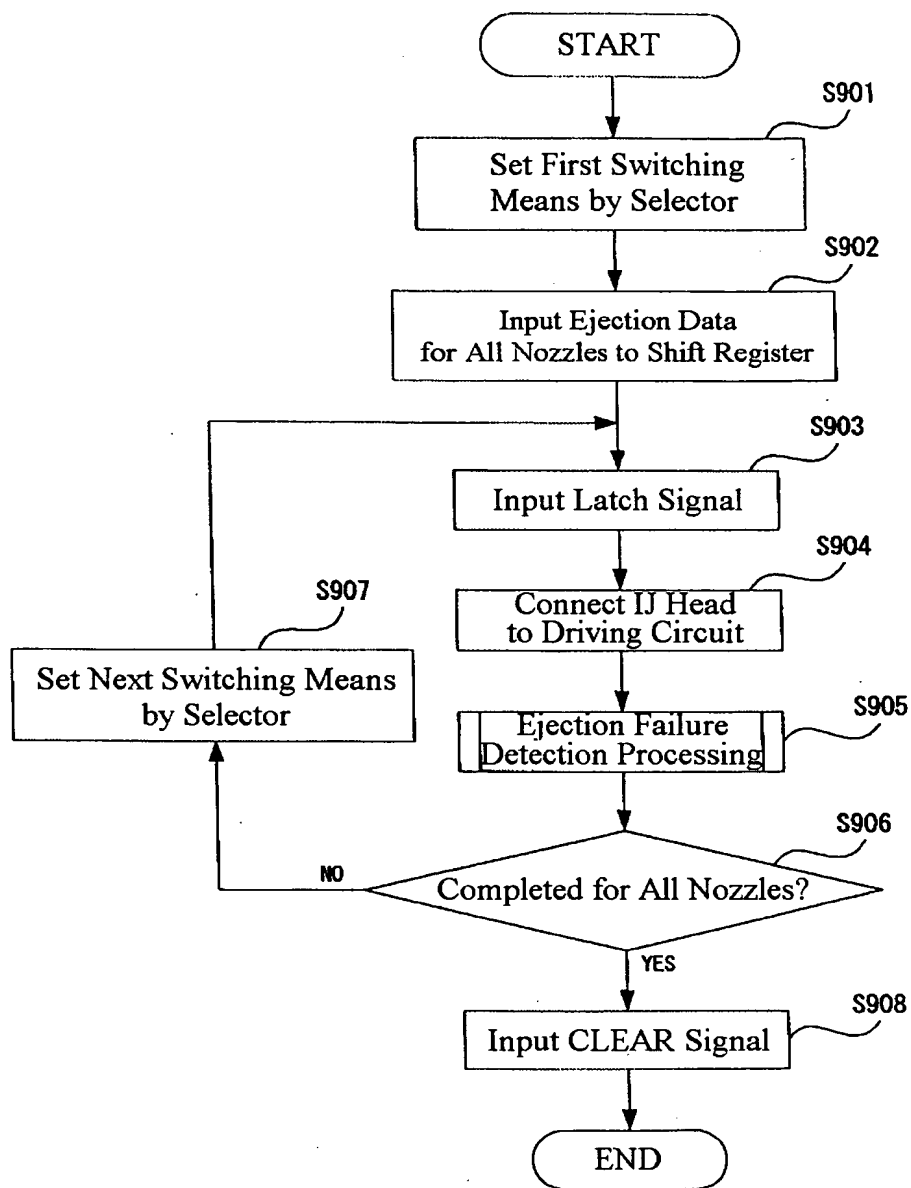 START
S901
Set First Switching
Means by Selector
S902
Input Ejection Data
for All Nozzles to Shift Register
S903
Input Latch Signal
S904
Connect IJ Head
to Driving Circuit
S907
Set Next Switching Means
by Selector
S905
Ejection Failure
Detection Processing
S906
NO
Completed for All Nozzles?
YES
S908
Input CLEAR Signal
END